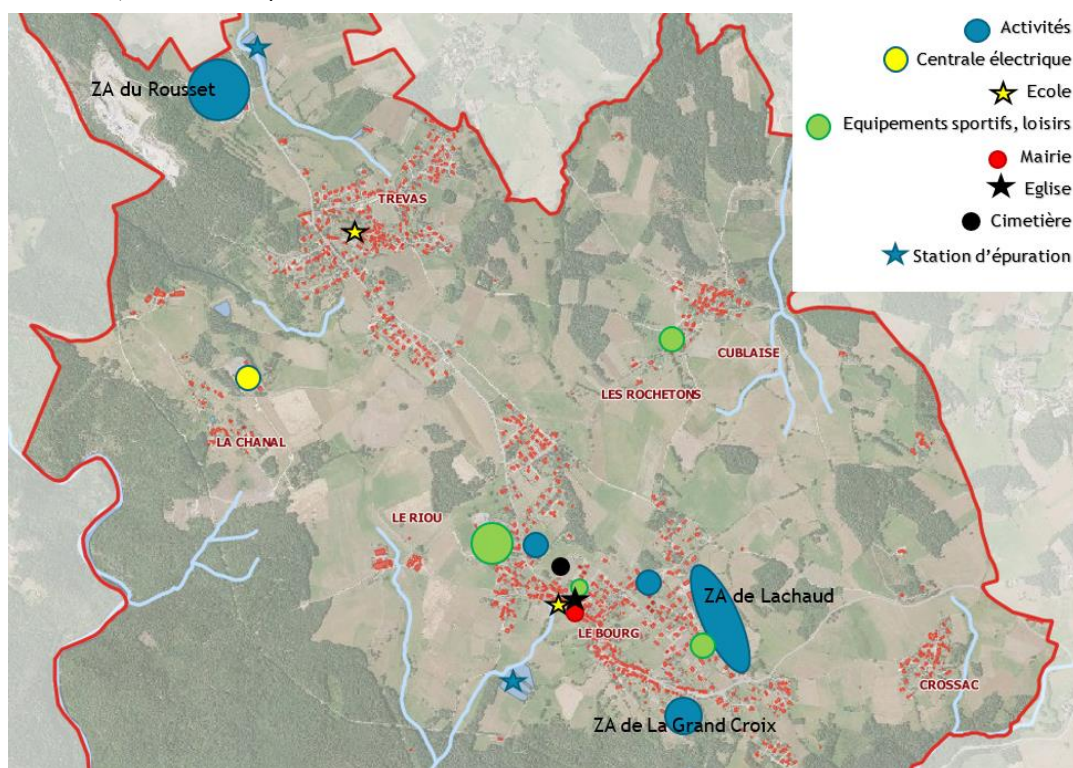 Activités
Centrale électrique
Ecole
Equipements sportifs, loisirs
Mairie
Eglise
Cimetière
Station d'épuration
ZA du Rousset
TREVAS
CUBLAISE
LES ROCHETONS
LA CHANAL
LE RIOU
ZA de Lachaud
LE BOURG
CROSSAC
ZA de La Grand Croix